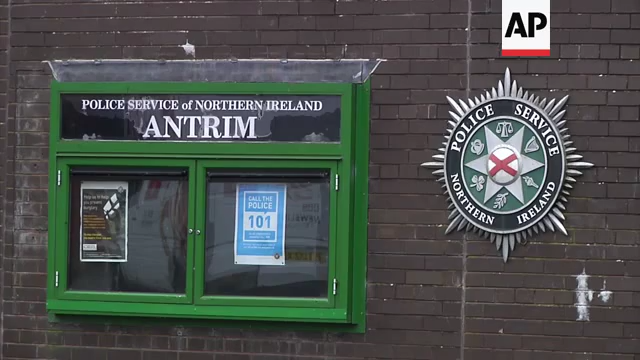 AP
POLICE SERVICE of NORTHERN IRELAND
ANTRIM
CALL THE
POLICE
101
POLICE SERVICE
NORTHERN IRELAND